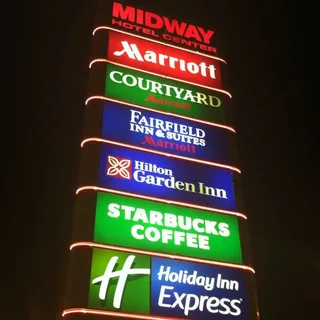 MIDWAY
HOTEL CENTER
Marriott
COURTYARD
Marriott
FAIRFIELD
INN & SUITES
Marriott
Hilton
Garden Inn
STARBUCKS
COFFEE
H Holiday Inn
Express